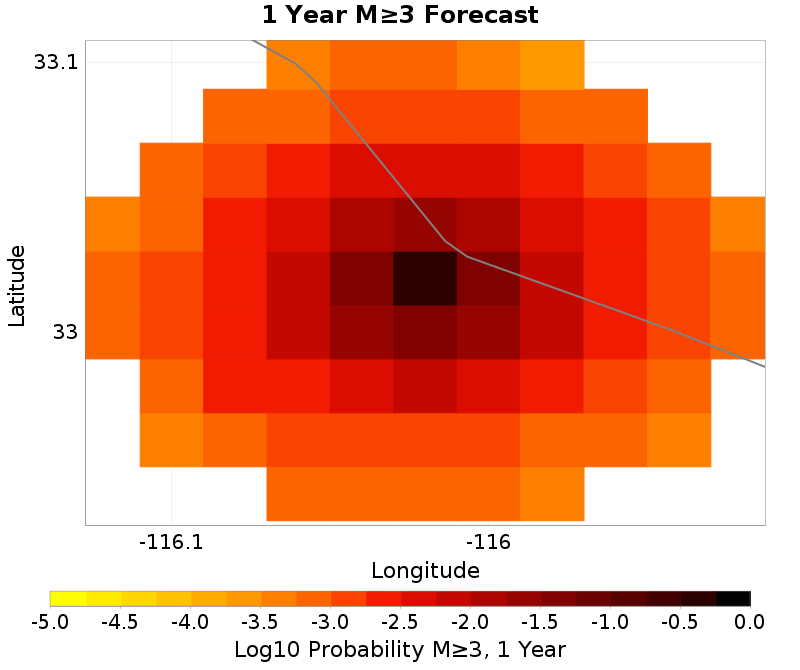 1 Year M≥3 Forecast
33.1
33
Latitude
-116.1 -116
Longitude
-5.0 -4.5 -4.0 -3.5 -3.0 -2.5 -2.0 -1.5 -1.0 -0.5 0.0
Log10 Probability M≥3, 1 Year